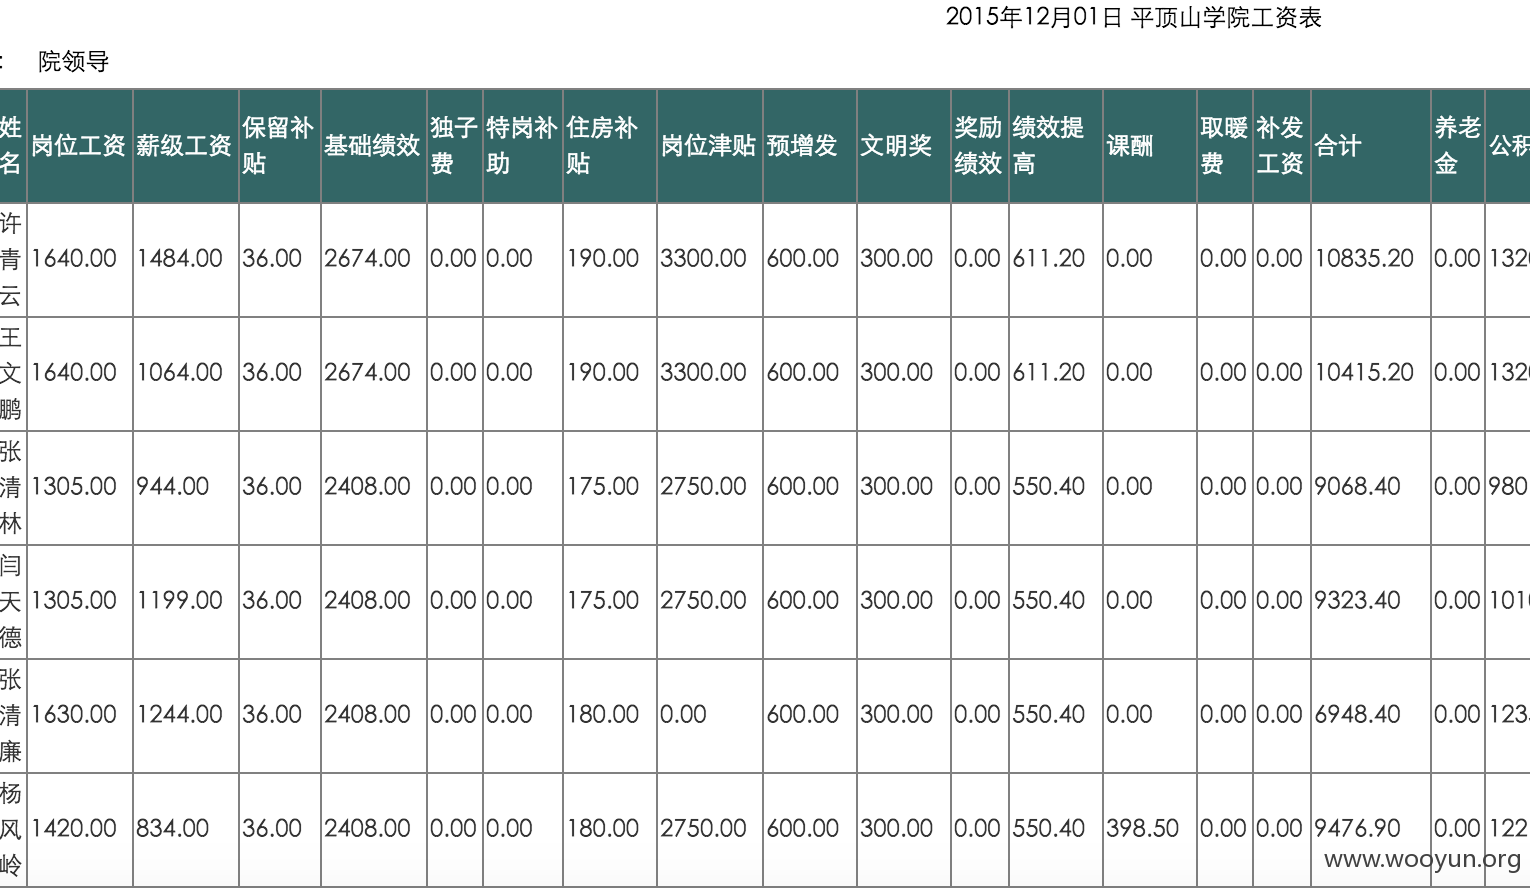 2015年12月01日 平顶山学院工资表
： 院领导
姓名 岗位工资 薪级工资 保留补贴 基础绩效 独子费 特岗补助 住房补贴 岗位津贴 预增发 文明奖 奖励绩效 绩效提高 课酬 取暖费 补发工资 合计 养老金 公积
许青云 1640.00 1484.00 36.00 2674.00 0.00 0.00 190.00 3300.00 600.00 300.00 0.00 611.20 0.00 0.00 0.00 10835.20 0.00 1320
王文鹏 1640.00 1064.00 36.00 2674.00 0.00 0.00 190.00 3300.00 600.00 300.00 0.00 611.20 0.00 0.00 0.00 10415.20 0.00 1320
张清林 1305.00 944.00 36.00 2408.00 0.00 0.00 175.00 2750.00 600.00 300.00 0.00 550.40 0.00 0.00 0.00 9068.40 0.00 980
闫天德 1305.00 1199.00 36.00 2408.00 0.00 0.00 175.00 2750.00 600.00 300.00 0.00 550.40 0.00 0.00 0.00 9323.40 0.00 1010
张清廉 1630.00 1244.00 36.00 2408.00 0.00 0.00 180.00 0.00 600.00 300.00 0.00 550.40 0.00 0.00 0.00 6948.40 0.00 123
杨风岭 1420.00 834.00 36.00 2408.00 0.00 0.00 180.00 2750.00 600.00 300.00 0.00 550.40 398.50 0.00 0.00 9476.90 0.00 122
www.wooyun.org